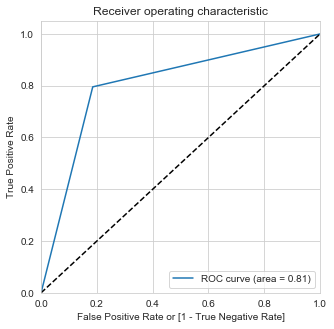 Receiver operating characteristic
True Positive Rate
1.0
0.8
0.6
0.4
0.2
0.0
ROC curve (area = 0.81)
0.0 0.2 0.4 0.6 0.8 1.0
False Positive Rate or [1 - True Negative Rate]